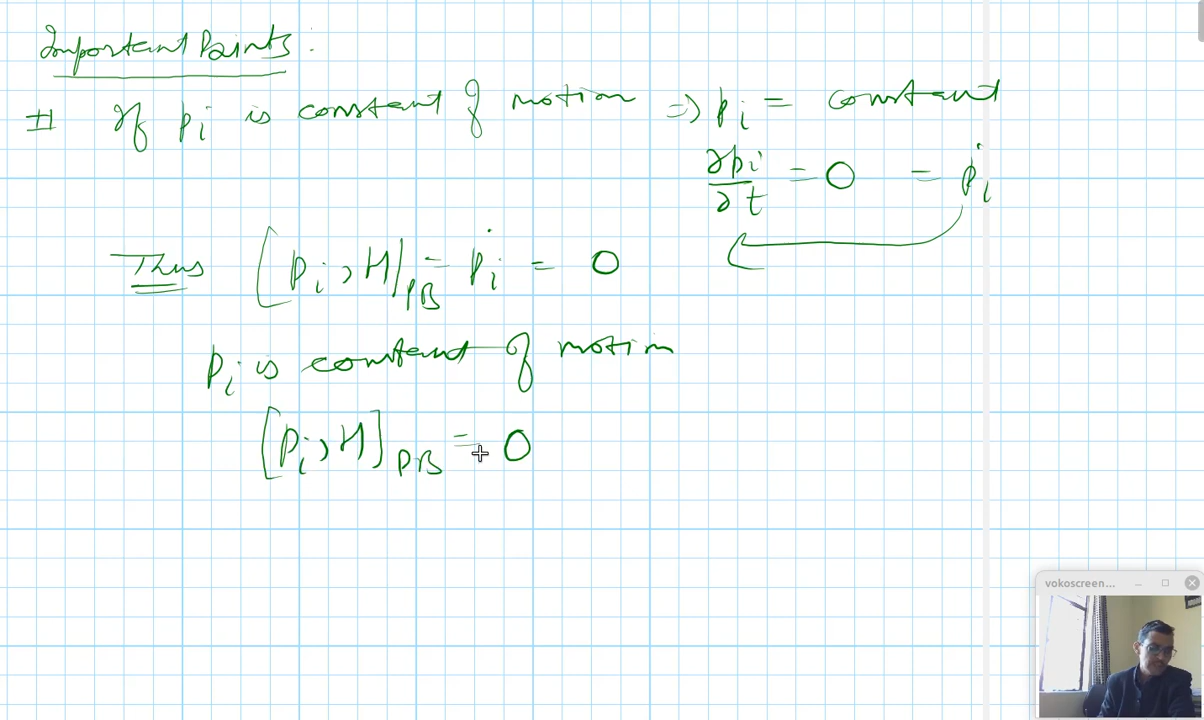 Important Points :
# If pi is constant of motion ⇒ pi = constant
∂pi/∂t = 0 = ṗi
Thus [pi, H]PB = ṗi = 0
pi is constant of motion
[pi, H]PB = 0
vokoscreen...